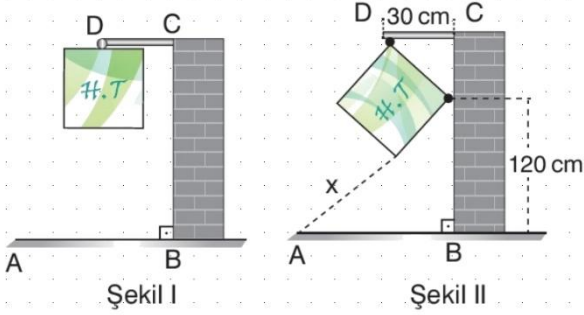 D C
H.T
A B
Şekil I
D 30 cm C
H.T
120 cm
x
A B
Şekil II